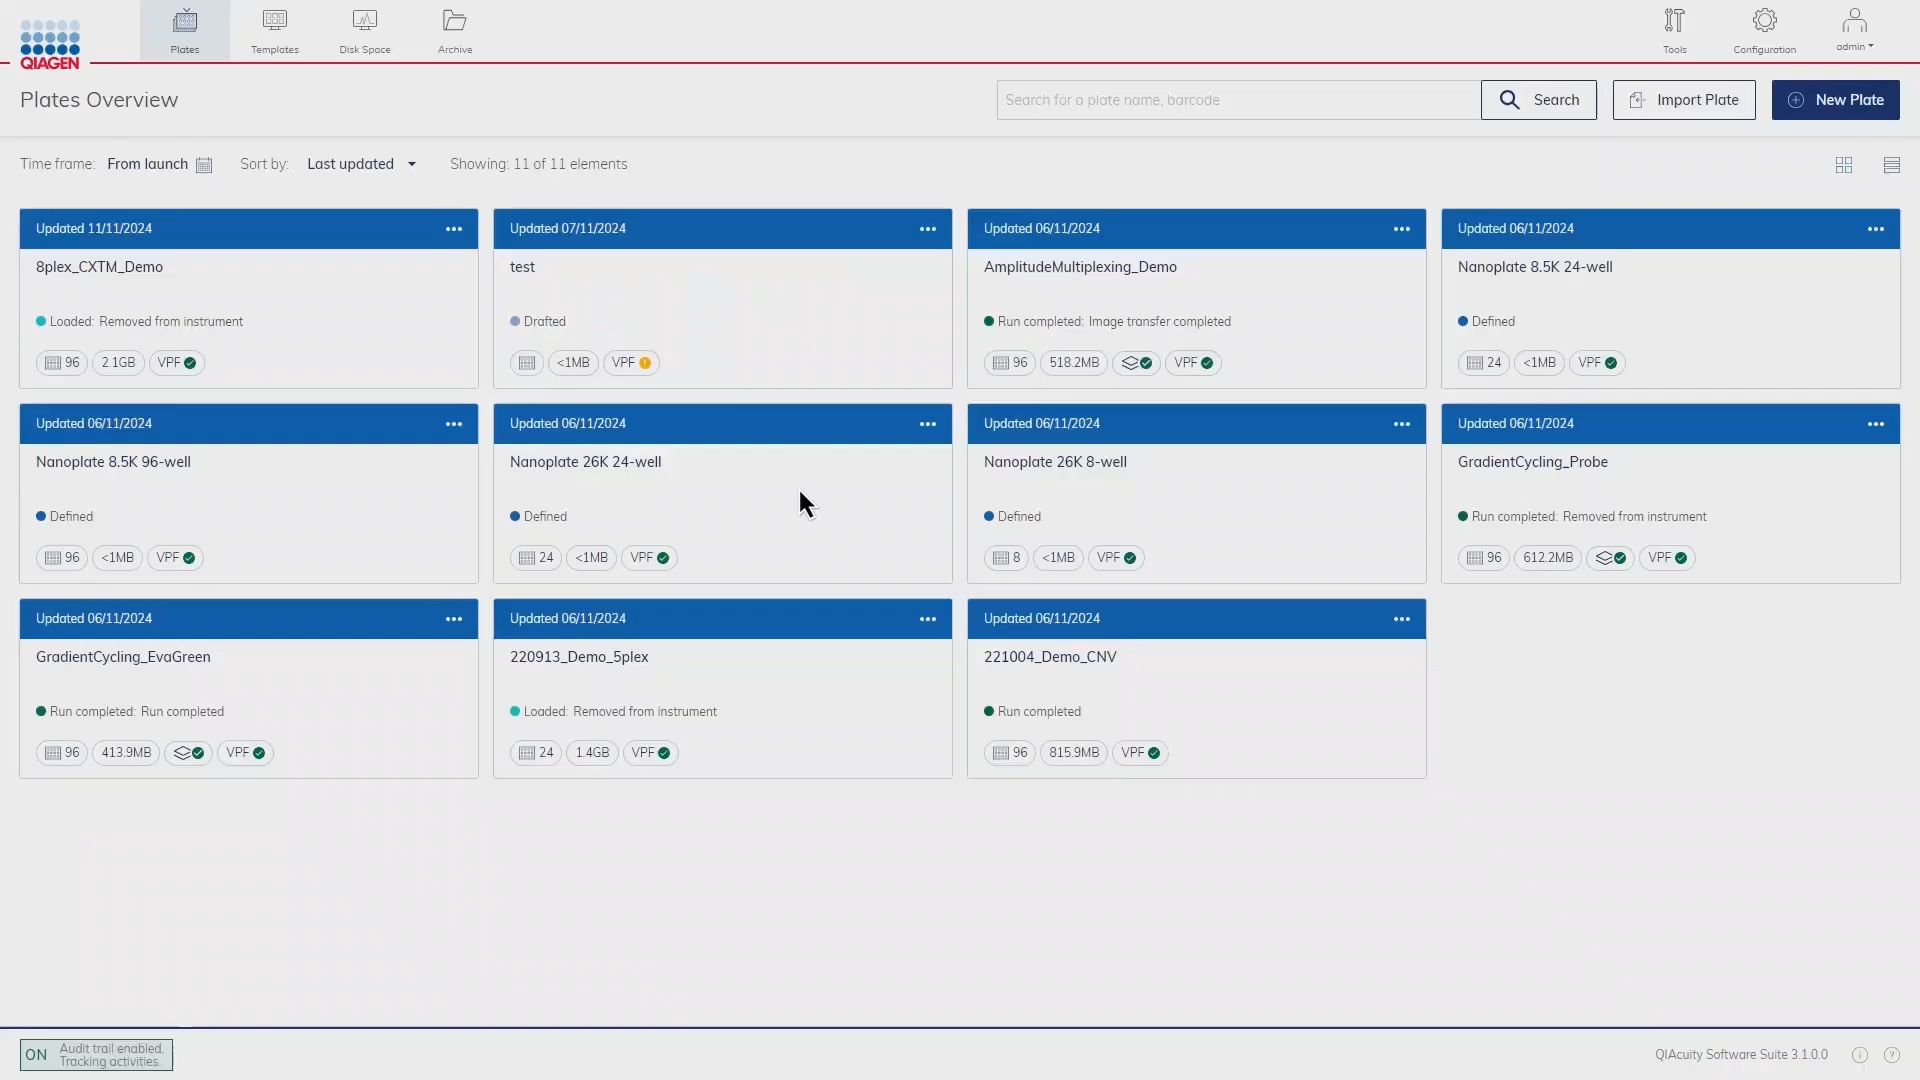 QIAGEN
Plates
Templates
Disk Space
Archive
Tools
Configuration
admin
Plates Overview
Search for a plate name, barcode
Search
Import Plate
New Plate
Time frame: From launch
Sort by: Last updated
Showing: 11 of 11 elements
Updated 11/11/2024
8plex_CXTM_Demo
Loaded: Removed from instrument
96 2.1GB VPF
Updated 07/11/2024
test
Drafted
<1MB VPF
Updated 06/11/2024
AmplitudeMultiplexing_Demo
Run completed: Image transfer completed
96 518.2MB VPF
Updated 06/11/2024
Nanoplate 8.5K 24-well
Defined
24 <1MB VPF
Updated 06/11/2024
Nanoplate 8.5K 96-well
Defined
96 <1MB VPF
Updated 06/11/2024
Nanoplate 26K 24-well
Defined
24 <1MB VPF
Updated 06/11/2024
Nanoplate 26K 8-well
Defined
8 <1MB VPF
Updated 06/11/2024
GradientCycling_Probe
Run completed: Removed from instrument
96 612.2MB VPF
Updated 06/11/2024
GradientCycling_EvaGreen
Run completed: Run completed
96 413.9MB VPF
Updated 06/11/2024
220913_Demo_5plex
Loaded: Removed from instrument
24 1.4GB VPF
Updated 06/11/2024
221004_Demo_CNV
Run completed
96 815.9MB VPF
ON
Audit trail enabled.
Tracking activities.
QIAcuity Software Suite 3.1.0.0